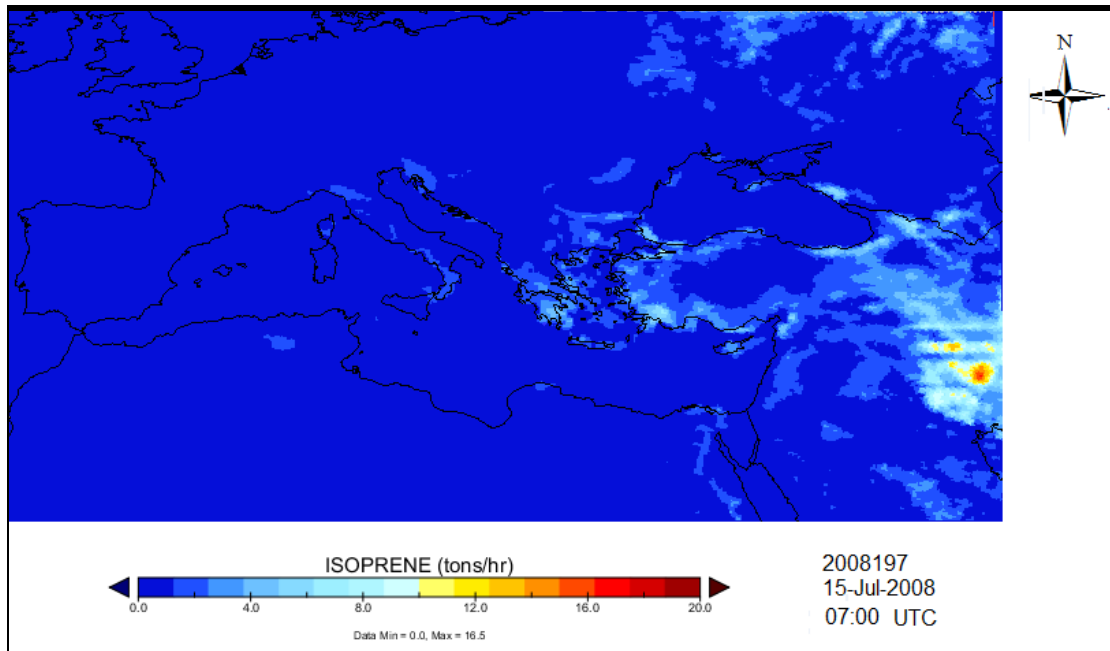 N
ISOPRENE (tons/hr)
0.0 4.0 8.0 12.0 16.0 20.0
Data Min = 0.0, Max = 16.5
2008197
15-Jul-2008
07:00 UTC